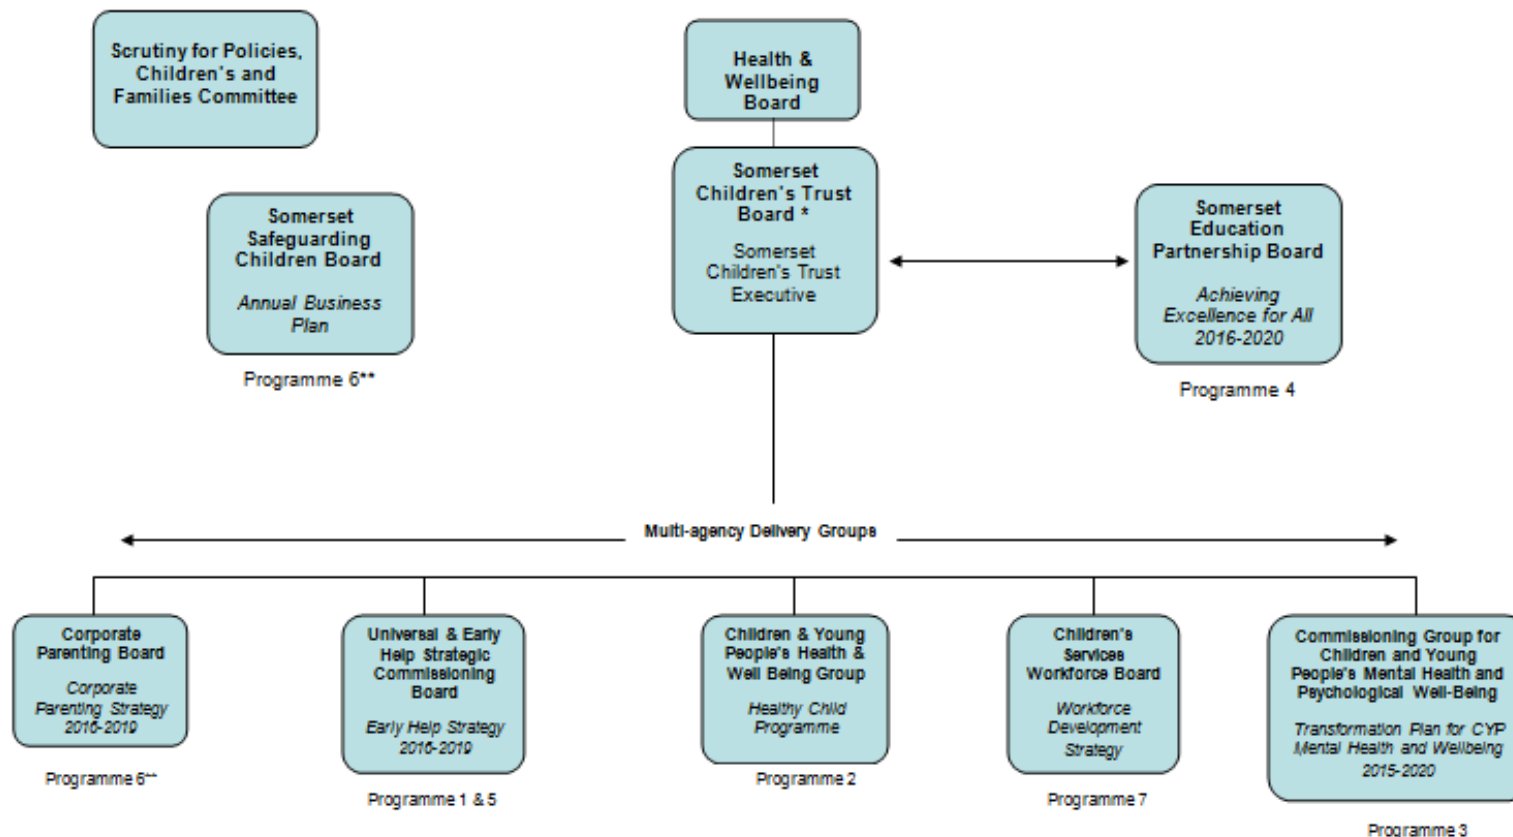 Scrutiny for Policies,
Children's and
Families Committee
Health &
Wellbeing
Board
Somerset
Children's Trust
Board *
Somerset
Children's Trust
Executive
Somerset
Safeguarding
Children Board
Annual Business
Plan
Programme 6**
Somerset
Education
Partnership Board
Achieving
Excellence for All
2016-2020
Programme 4
Multi-agency Delivery Groups
Corporate
Parenting Board
Corporate
Parenting Strategy
2016-2019
Programme 6**
Universal & Early
Help Strategic
Commissioning
Board
Early Help Strategy
2016-2019
Programme 1 & 5
Children & Young
People's Health &
Well Being Group
Healthy Child
Programme
Programme 2
Children's
Services
Workforce Board
Workforce
Development
Strategy
Programme 7
Commissioning Group for
Children and Young
People's Mental Health and
Psychological Well-Being
Transformation Plan for CYP
Mental Health and Wellbeing
2015-2020
Programme 3